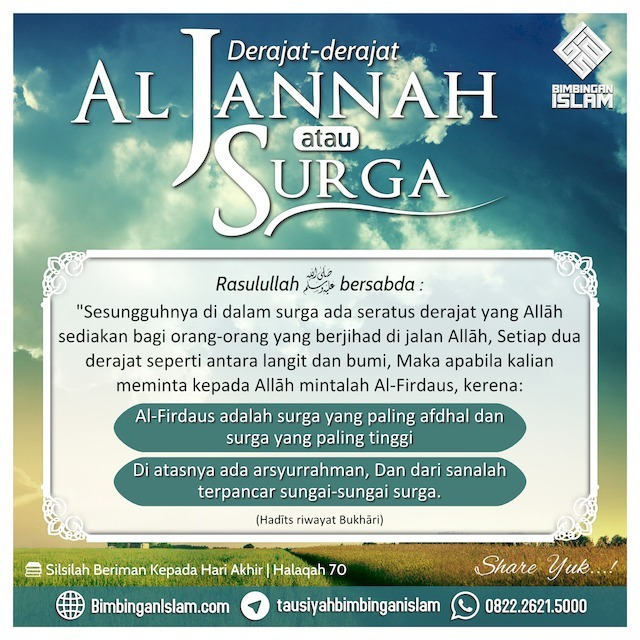 Derajat-derajat
AL JANNAH
atau
SURGA
BIMBINGAN
ISLAM
Rasulullah ﷺ bersabda :
"Sesungguhnya di dalam surga ada seratus derajat yang Allāh
sediakan bagi orang-orang yang berjihad di jalan Allāh, Setiap dua
derajat seperti antara langit dan bumi, Maka apabila kalian
meminta kepada Allāh mintalah Al-Firdaus, kerena:
Al-Firdaus adalah surga yang paling afdhal dan
surga yang paling tinggi
Di atasnya ada arsyurrahman, Dan dari sanalah
terpancar sungai-sungai surga.
(Hadīts riwayat Bukhāri)
Silsilah Beriman Kepada Hari Akhir | Halaqah 70
Share Yuk...!
BimbinganIslam.com
tausiyahbimbinganislam
0822.2621.5000